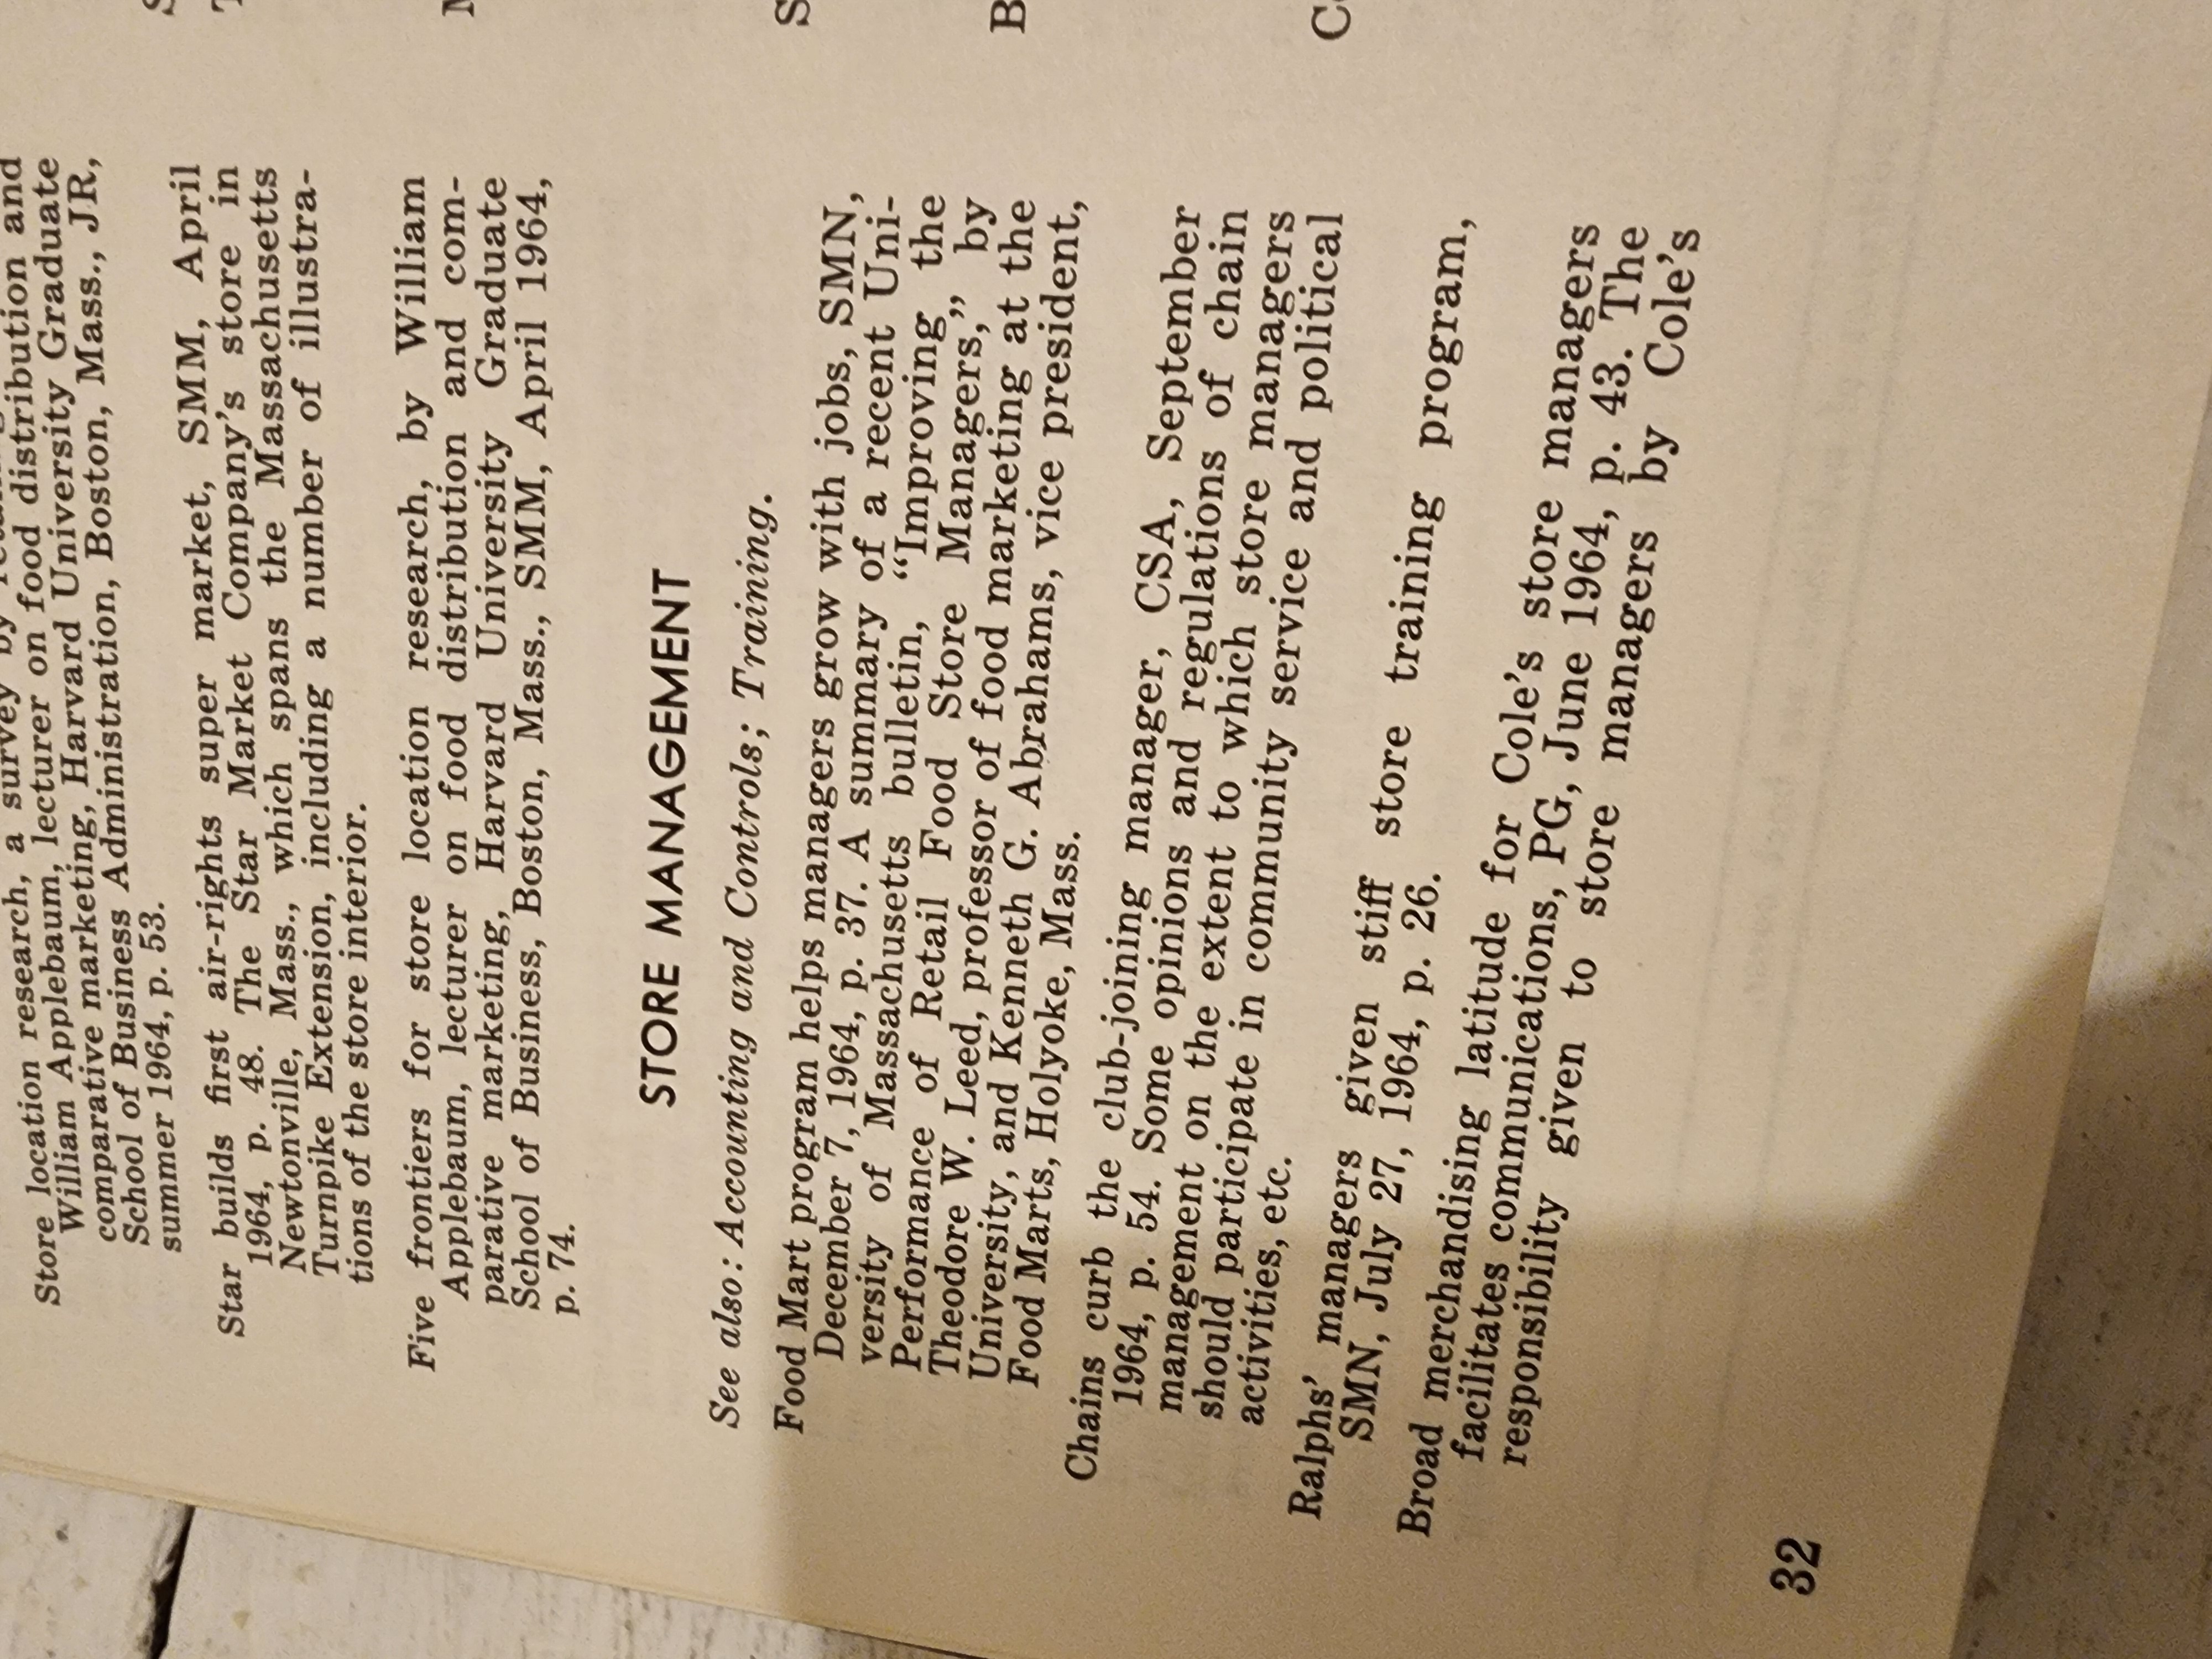 Store location research, a survey by
William Applebaum, lecturer on food distribution and
comparative marketing, Harvard University Graduate
School of Business Administration, Boston, Mass., JR,
summer 1964, p. 53.
Star builds first air-rights super market, SMM, April
1964, p. 48. The Star Market Company's store in
Newtonville, Mass., which spans the Massachusetts
Turnpike Extension, including a number of illustra-
tions of the store interior.
Five frontiers for store location research, by William
Applebaum, lecturer on food distribution and com-
parative marketing, Harvard University Graduate
School of Business, Boston, Mass., SMM, April 1964,
p. 74.
STORE MANAGEMENT
See also: Accounting and Controls; Training.
Food Mart program helps managers grow with jobs, SMN,
December 7, 1964, p. 37. A summary of a recent Uni-
versity of Massachusetts bulletin, “Improving the
Performance of Retail Food Store Managers,” by
Theodore W. Leed, professor of food marketing at the
University, and Kenneth G. Abrahams, vice president,
Food Marts, Holyoke, Mass.
Chains curb the club-joining manager, CSA, September
1964, p. 54. Some opinions and regulations of chain
management on the extent to which store managers
should participate in community service and political
activities, etc.
Ralphs' managers given stiff store training program,
SMN, July 27, 1964, p. 26.
Broad merchandising latitude for Cole's store managers
facilitates communications, PG, June 1964, p. 43. The
responsibility given to store managers by Cole's
32
S
B